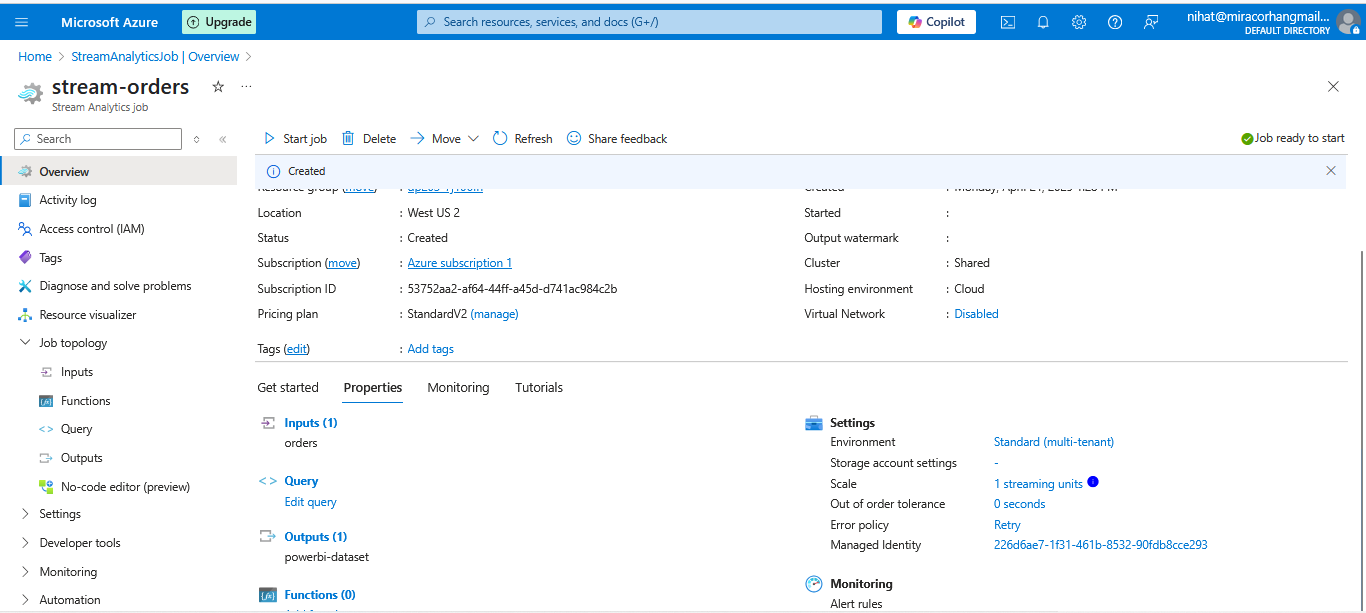 Microsoft Azure
Upgrade
Search resources, services, and docs (G+/)
Copilot
nihat@miracorhangmail...
DEFAULT DIRECTORY
Home > StreamAnalyticsJob | Overview >
stream-orders
Stream Analytics job
Search
Start job
Delete
Move
Refresh
Share feedback
Job ready to start
Overview
Activity log
Access control (IAM)
Tags
Diagnose and solve problems
Resource visualizer
Job topology
Inputs
Functions
Query
Outputs
No-code editor (preview)
Settings
Developer tools
Monitoring
Automation
Created
Resource group (move) :
Created : Monday, April 21, 2025
Location : West US 2
Started :
Status : Created
Output watermark :
Subscription (move) : Azure subscription 1
Cluster : Shared
Subscription ID : 53752aa2-af64-44ff-a45d-d741ac984c2b
Hosting environment : Cloud
Pricing plan : StandardV2 (manage)
Virtual Network : Disabled
Tags (edit) : Add tags
Get started
Properties
Monitoring
Tutorials
Inputs (1)
orders
Query
Edit query
Outputs (1)
powerbi-dataset
Functions (0)
Settings
Environment Standard (multi-tenant)
Storage account settings -
Scale 1 streaming units
Out of order tolerance 0 seconds
Error policy Retry
Managed Identity 226d6ae7-1f31-461b-8532-90fdb8cce293
Monitoring
Alert rules